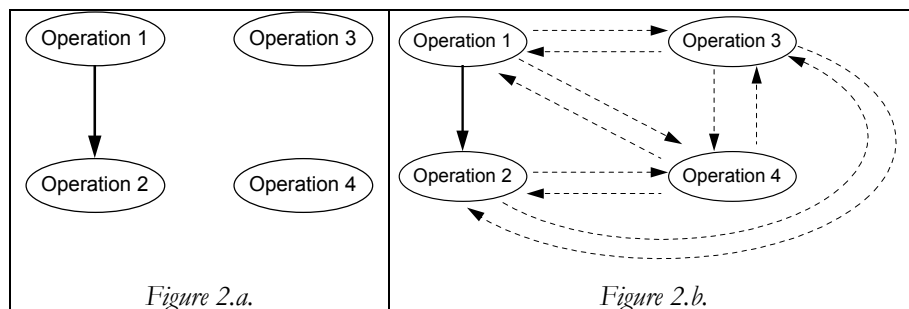 Operation 1
Operation 3
Operation 2
Operation 4
Figure 2.a.
Operation 1
Operation 3
Operation 2
Operation 4
Figure 2.b.